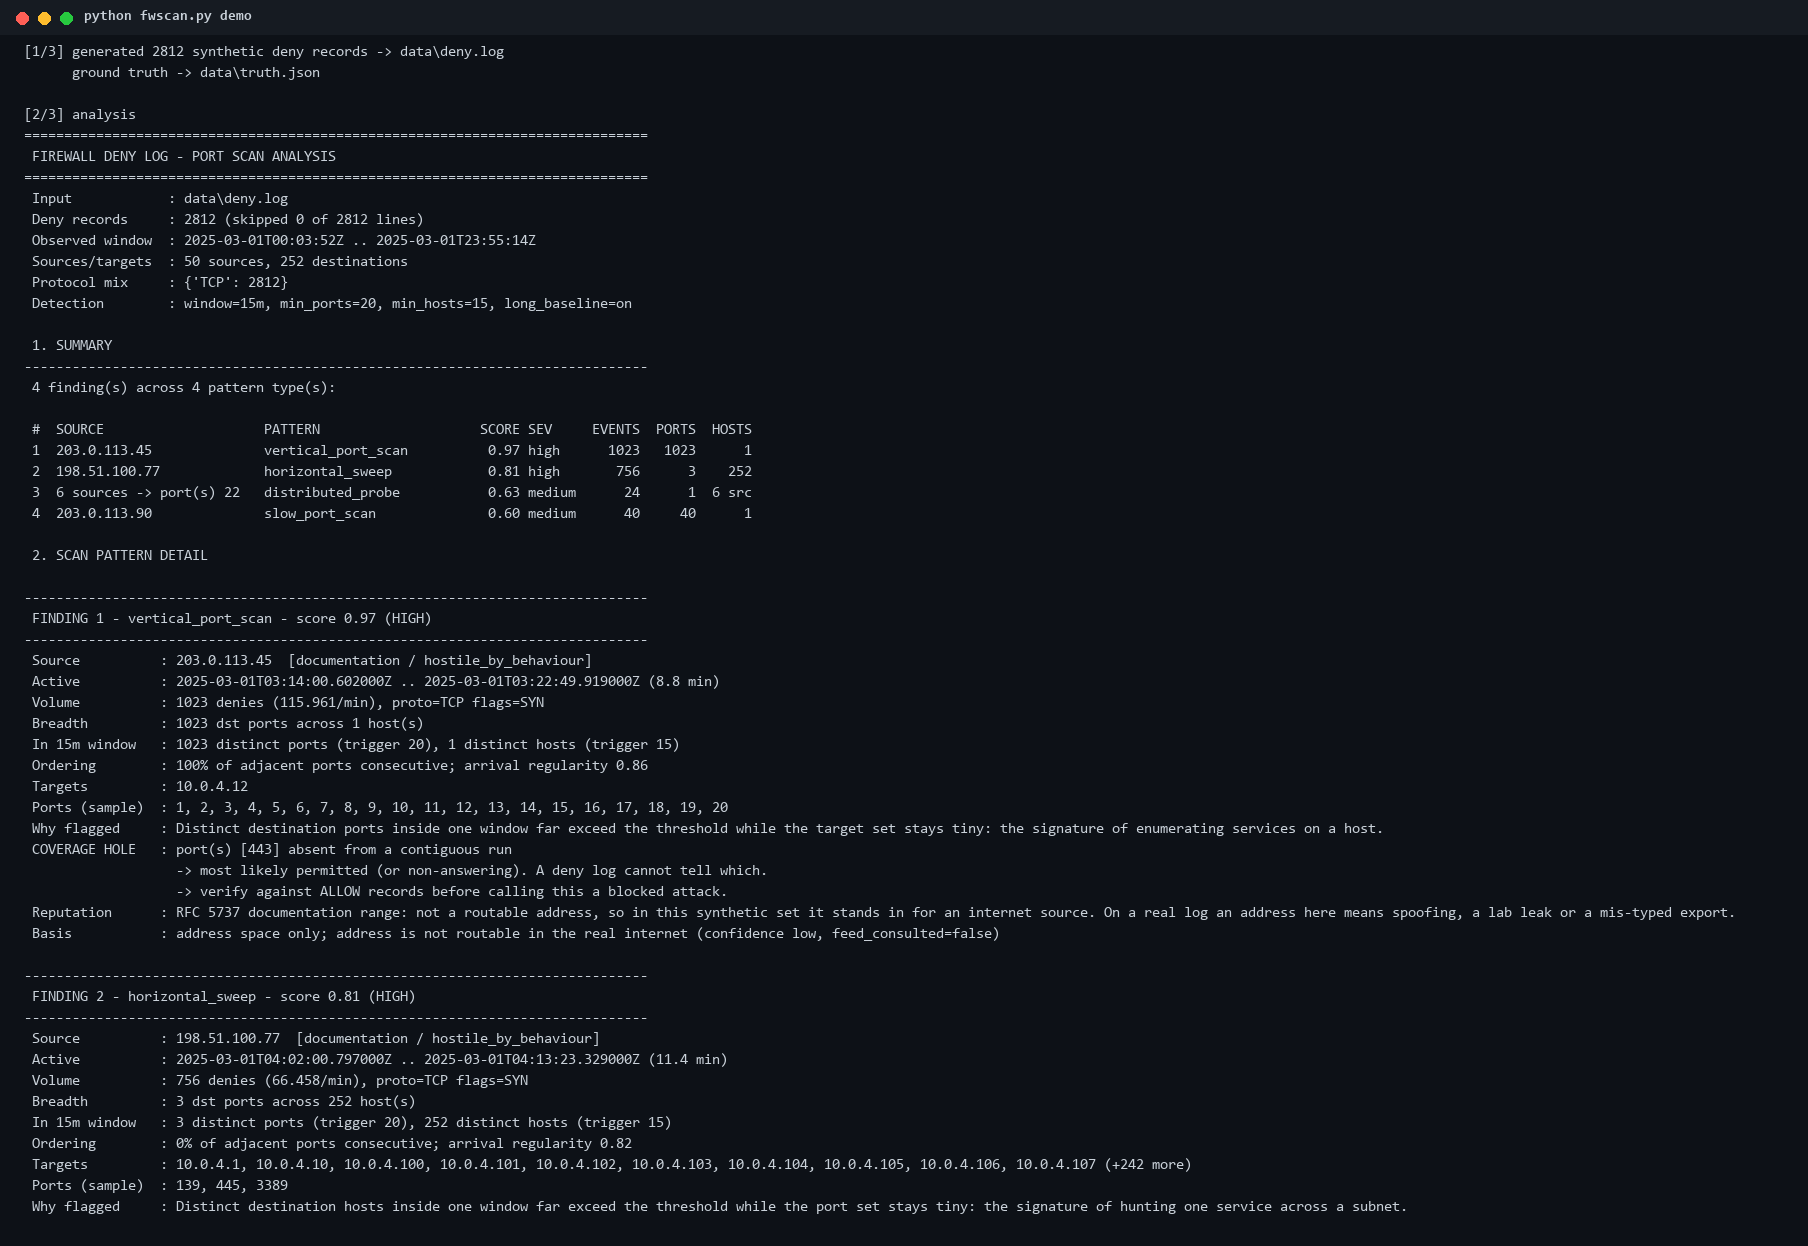 python fwscan.py demo
[1/3] generated 2812 synthetic deny records -> data\deny.log
      ground truth -> data\truth.json

[2/3] analysis
==============================================================================
 FIREWALL DENY LOG - PORT SCAN ANALYSIS
==============================================================================
 Input            : data\deny.log
 Deny records     : 2812 (skipped 0 of 2812 lines)
 Observed window  : 2025-03-01T00:03:52Z .. 2025-03-01T23:55:14Z
 Sources/targets  : 50 sources, 252 destinations
 Protocol mix     : {'TCP': 2812}
 Detection        : window=15m, min_ports=20, min_hosts=15, long_baseline=on

 1. SUMMARY
------------------------------------------------------------------------------
 4 finding(s) across 4 pattern type(s):

 #  SOURCE                    PATTERN                    SCORE SEV     EVENTS  PORTS  HOSTS
 1  203.0.113.45              vertical_port_scan          0.97 high      1023   1023      1
 2  198.51.100.77             horizontal_sweep            0.81 high       756      3    252
 3  6 sources -> port(s) 22   distributed_probe           0.63 medium      24      1  6 src
 4  203.0.113.90              slow_port_scan              0.60 medium      40     40      1

 2. SCAN PATTERN DETAIL

------------------------------------------------------------------------------
 FINDING 1 - vertical_port_scan - score 0.97 (HIGH)
------------------------------------------------------------------------------
 Source          : 203.0.113.45  [documentation / hostile_by_behaviour]
 Active          : 2025-03-01T03:14:00.602000Z .. 2025-03-01T03:22:49.919000Z (8.8 min)
 Volume          : 1023 denies (115.961/min), proto=TCP flags=SYN
 Breadth         : 1023 dst ports across 1 host(s)
 In 15m window   : 1023 distinct ports (trigger 20), 1 distinct hosts (trigger 15)
 Ordering        : 100% of adjacent ports consecutive; arrival regularity 0.86
 Targets         : 10.0.4.12
 Ports (sample)  : 1, 2, 3, 4, 5, 6, 7, 8, 9, 10, 11, 12, 13, 14, 15, 16, 17, 18, 19, 20
 Why flagged     : Distinct destination ports inside one window far exceed the threshold while the target set stays tiny: the signature of enumerating services on a host.
 COVERAGE HOLE   : port(s) [443] absent from a contiguous run
                   -> most likely permitted (or non-answering). A deny log cannot tell which.
                   -> verify against ALLOW records before calling this a blocked attack.
 Reputation      : RFC 5737 documentation range: not a routable address, so in this synthetic set it stands in for an internet source. On a real log an address here means spoofing, a lab leak or a mis-typed export.
 Basis           : address space only; address is not routable in the real internet (confidence low, feed_consulted=false)

------------------------------------------------------------------------------
 FINDING 2 - horizontal_sweep - score 0.81 (HIGH)
------------------------------------------------------------------------------
 Source          : 198.51.100.77  [documentation / hostile_by_behaviour]
 Active          : 2025-03-01T04:02:00.797000Z .. 2025-03-01T04:13:23.329000Z (11.4 min)
 Volume          : 756 denies (66.458/min), proto=TCP flags=SYN
 Breadth         : 3 dst ports across 252 host(s)
 In 15m window   : 3 distinct ports (trigger 20), 252 distinct hosts (trigger 15)
 Ordering        : 0% of adjacent ports consecutive; arrival regularity 0.82
 Targets         : 10.0.4.1, 10.0.4.10, 10.0.4.100, 10.0.4.101, 10.0.4.102, 10.0.4.103, 10.0.4.104, 10.0.4.105, 10.0.4.106, 10.0.4.107 (+242 more)
 Ports (sample)  : 139, 445, 3389
 Why flagged     : Distinct destination hosts inside one window far exceed the threshold while the port set stays tiny: the signature of hunting one service across a subnet.